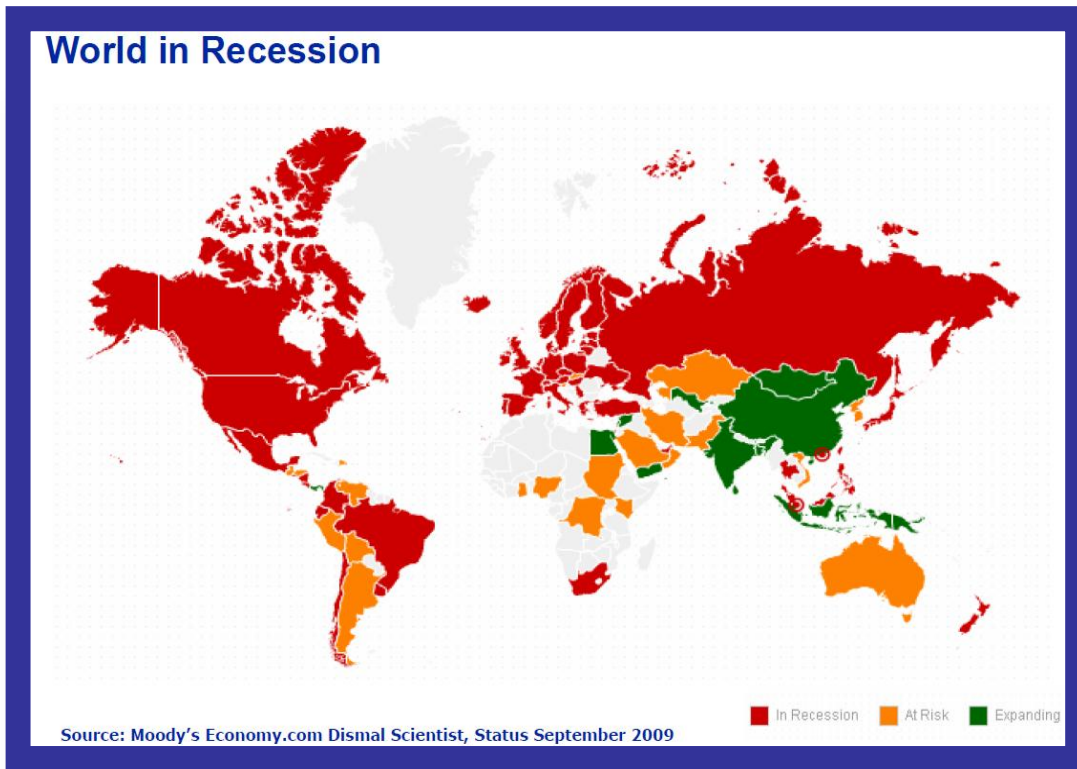 World in Recession
In Recession
At Risk
Expanding
Source: Moody's Economy.com Dismal Scientist, Status September 2009